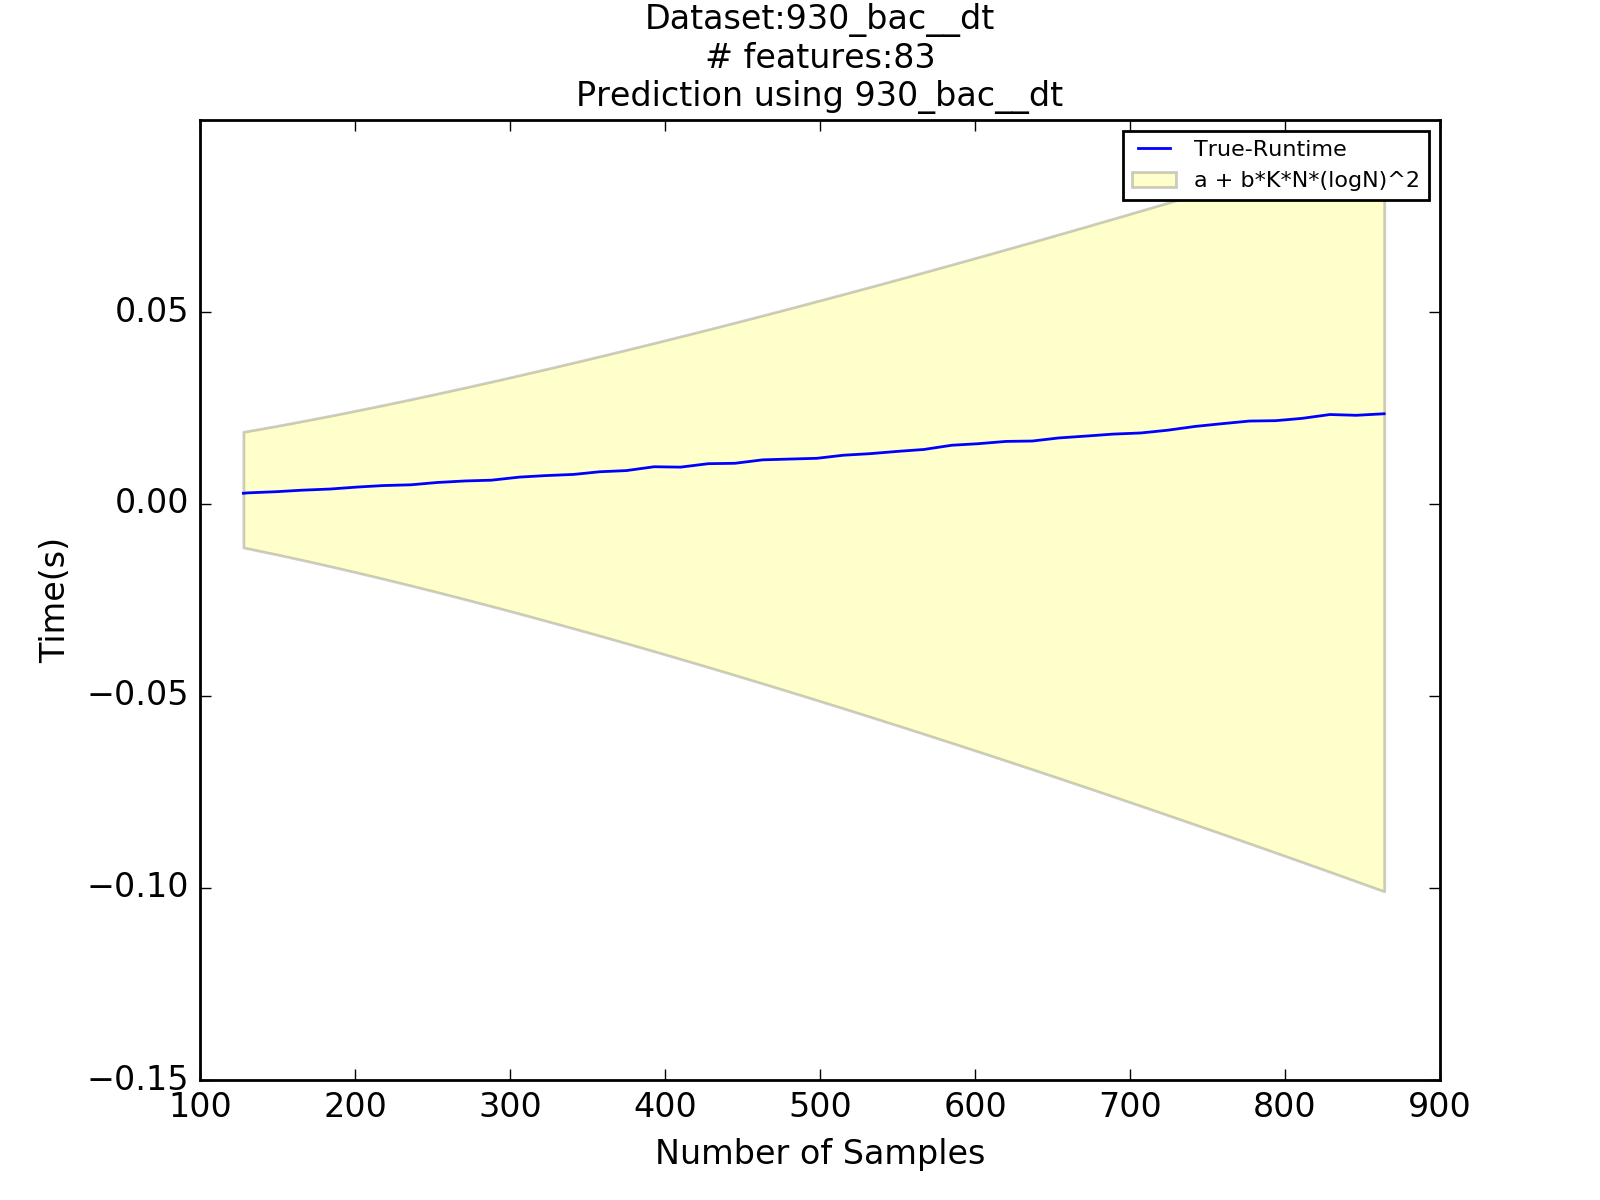 Dataset:930_bac__dt
# features:83
Prediction using 930_bac__dt
True-Runtime
a + b*K*N*(logN)^2
0.05
0.00
−0.05
−0.10
−0.15
Time(s)
100 200 300 400 500 600 700 800 900
Number of Samples